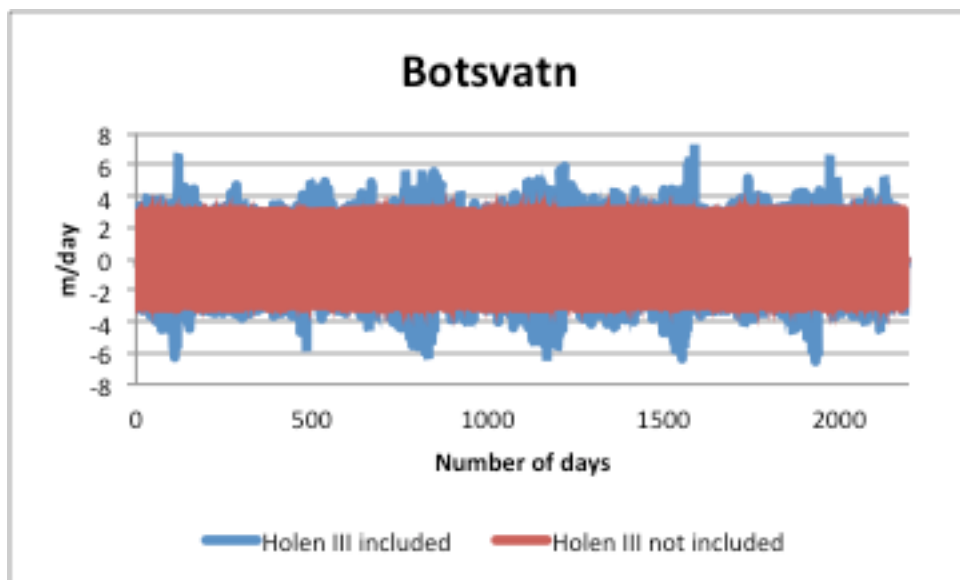 Botsvatn
8
6
4
2
0
-2
-4
-6
-8
m/day
0 500 1000 1500 2000
Number of days
Holen III included Holen III not included